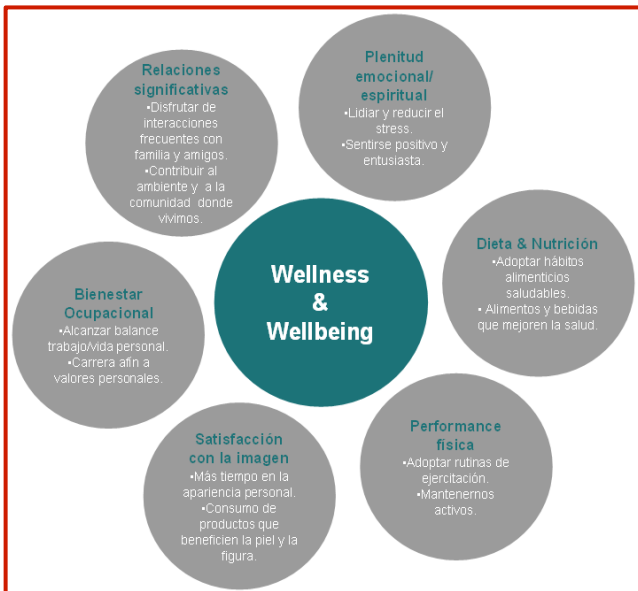 Relaciones
significativas
•Disfrutar de
interacciones
frecuentes con
familia y amigos.
•Contribuir al
ambiente y a la
comunidad donde
vivimos.
Plenitud
emocional/
espiritual
•Lidiar y reducir el
stress.
•Sentirse positivo y
entusiasta.
Dieta & Nutrición
•Adoptar hábitos
alimenticios
saludables.
• Alimentos y bebidas
que mejoren la salud.
Wellness
&
Wellbeing
Bienestar
Ocupacional
•Alcanzar balance
trabajo/vida personal.
•Carrera afín a
valores personales.
Satisfacción
con la imagen
•Más tiempo en la
apariencia personal.
•Consumo de
productos que
beneficien la piel y la
figura.
Performance
física
•Adoptar rutinas de
ejercitación.
•Mantenernos
activos.